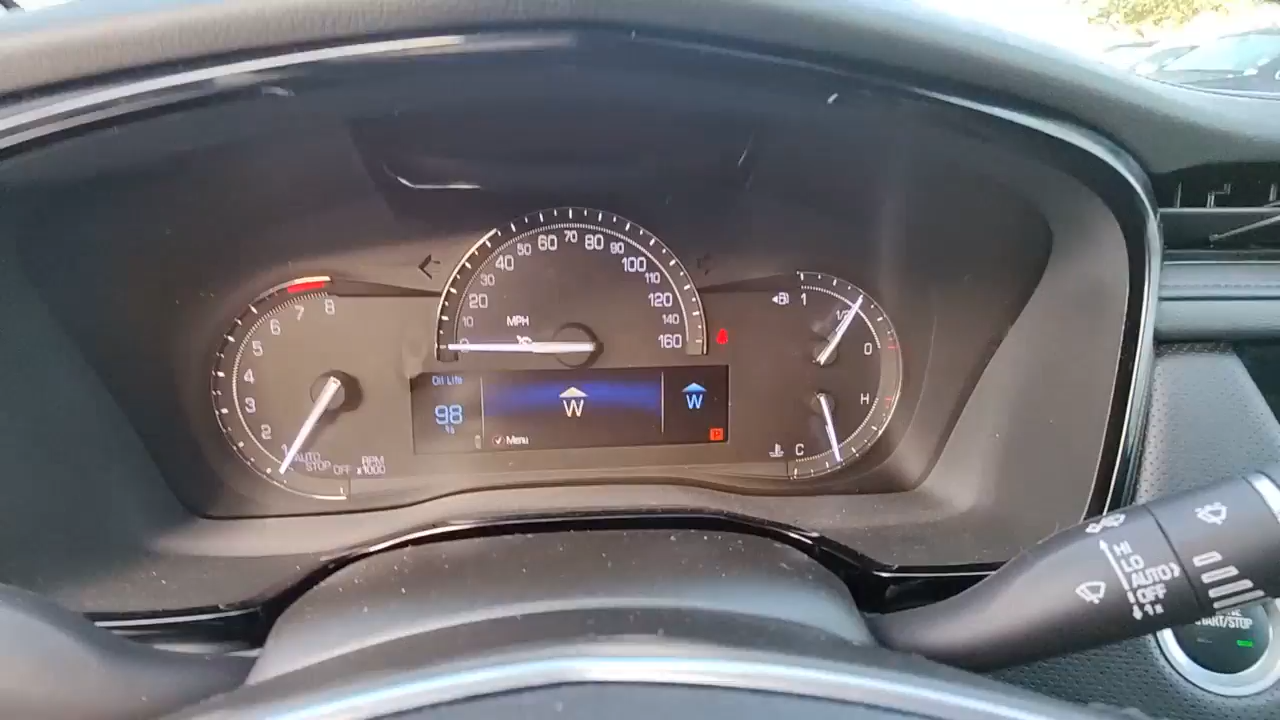 60 70 80
50 90
40 100
30 110
20 120
10 MPH 140
0 160
8
7
6
5
4
3
2
1
AUTO
STOP OFF
RPM
x1000
1
1/2
0
H
C
Oil Life
98
%
W
W
Menu
P
HI
LO
AUTO
OFF
1x
START/STOP